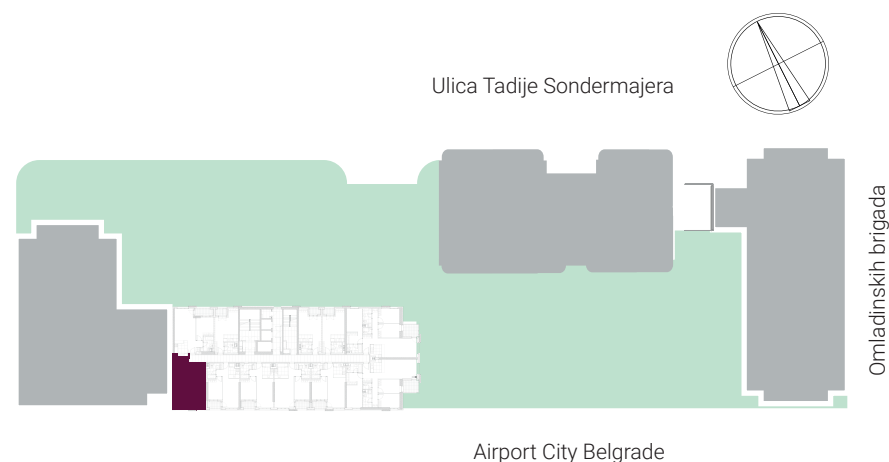 Ulica Tadije Sondermajera
Omladinskih brigada
Airport City Belgrade